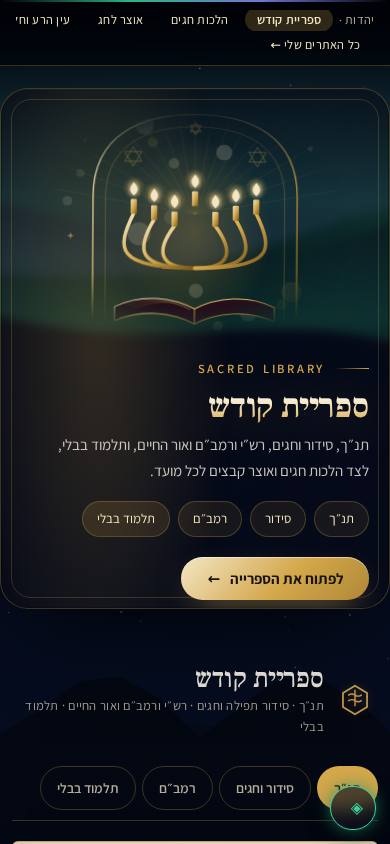 יהדות · ספריית קודש הלכות חגים אוצר לחג עין הרע וחי
כל האתרים שלי ←
SACRED LIBRARY
ספריית קודש
תנ״ך, סידור וחגים, רש״י ורמב״ם ואור החיים, ותלמוד בבלי,
לצד הלכות חגים ואוצר קבצים לכל מועד.
תנ״ך סידור רמב״ם תלמוד בבלי
לפתוח את הספרייה ←
ספריית קודש
תנ״ך · סידור תפילה וחגים · רש״י ורמב״ם ואור החיים · תלמוד
בבלי
סידור וחגים רמב״ם תלמוד בבלי